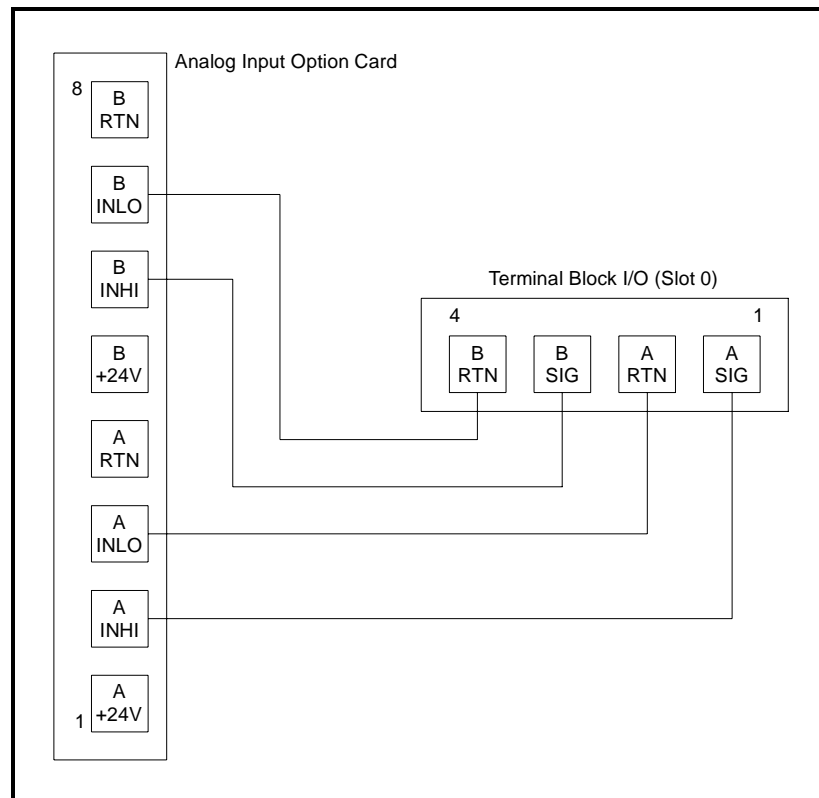 Analog Input Option Card
8
B
RTN
B
INLO
B
INHI
B
+24V
A
RTN
A
INLO
A
INHI
A
+24V
1
Terminal Block I/O (Slot 0)
4
1
B
RTN
B
SIG
A
RTN
A
SIG